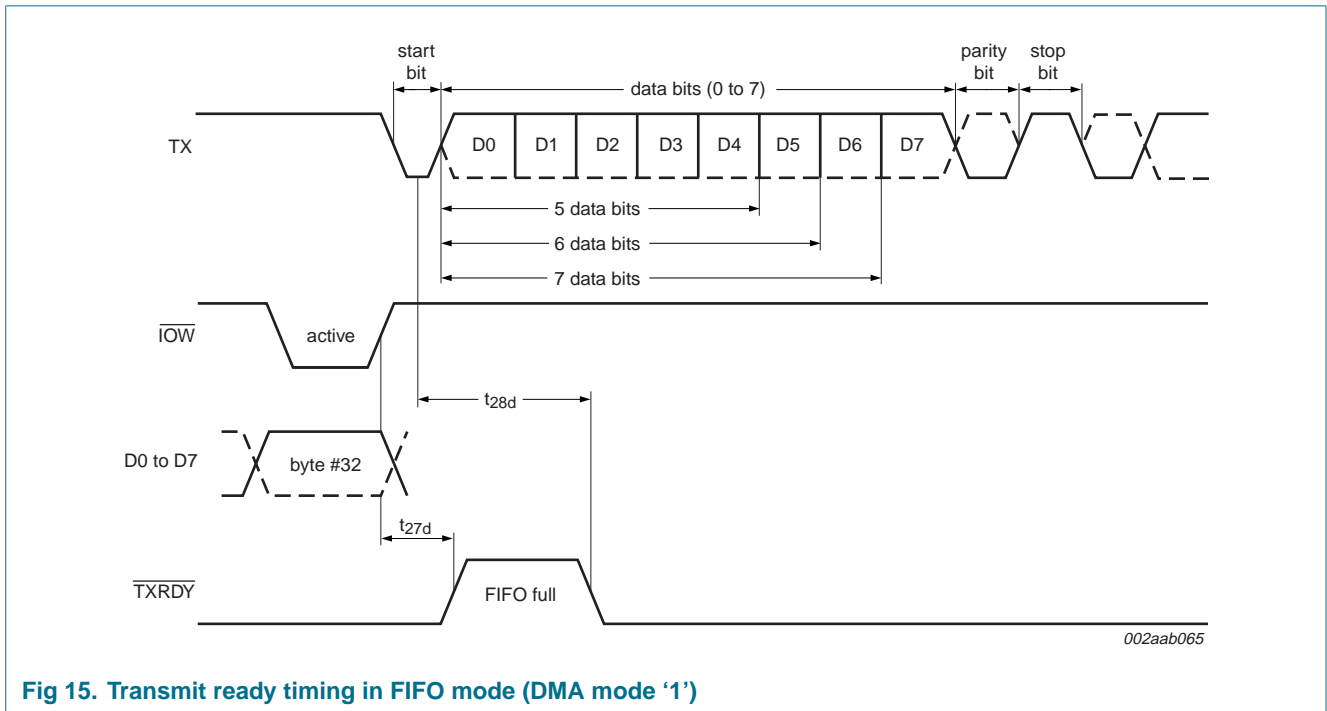 start
bit
data bits (0 to 7)
parity
bit
stop
bit
TX
D0 D1 D2 D3 D4 D5 D6 D7
5 data bits
6 data bits
7 data bits
IOW
active
t28d
D0 to D7
byte #32
t27d
TXRDY
FIFO full
002aab065
Fig 15. Transmit ready timing in FIFO mode (DMA mode ‘1’)